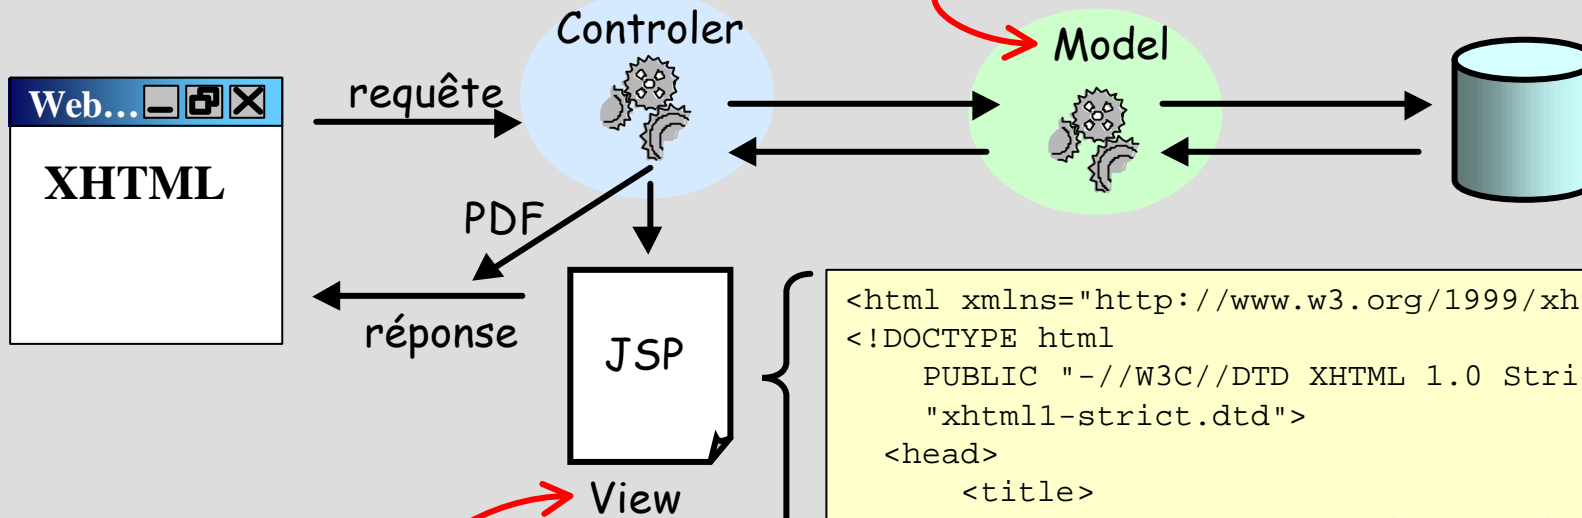 Controler
Model
Web...
requête
XHTML
PDF
réponse
JSP
View
<html xmlns="http://www.w3.org/1999/xh
<!DOCTYPE html
PUBLIC "-//W3C//DTD XHTML 1.0 Stri
"xhtml1-strict.dtd">
<head>
<title>